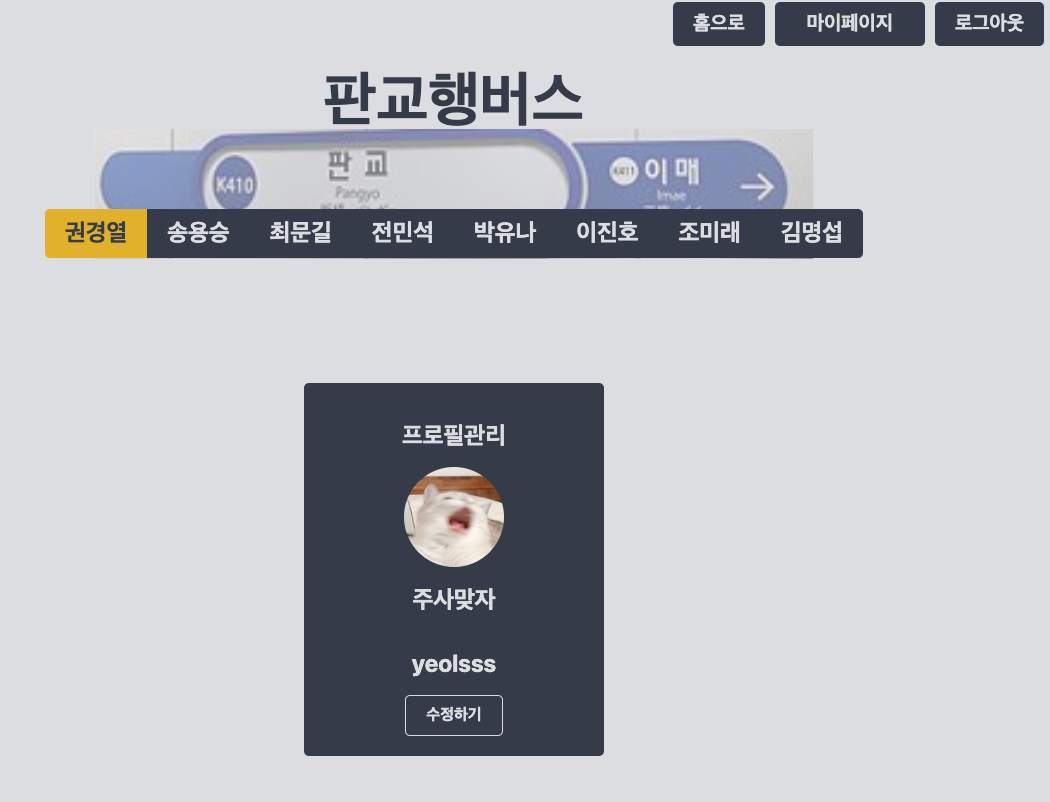 홈으로 마이페이지 로그아웃
판교행버스
K410 판교 K411 이매
Pangyo Imae
권경열 송용승 최문길 전민석 박유나 이진호 조미래 김명섭
프로필관리
주사맞자
yeolsss
수정하기